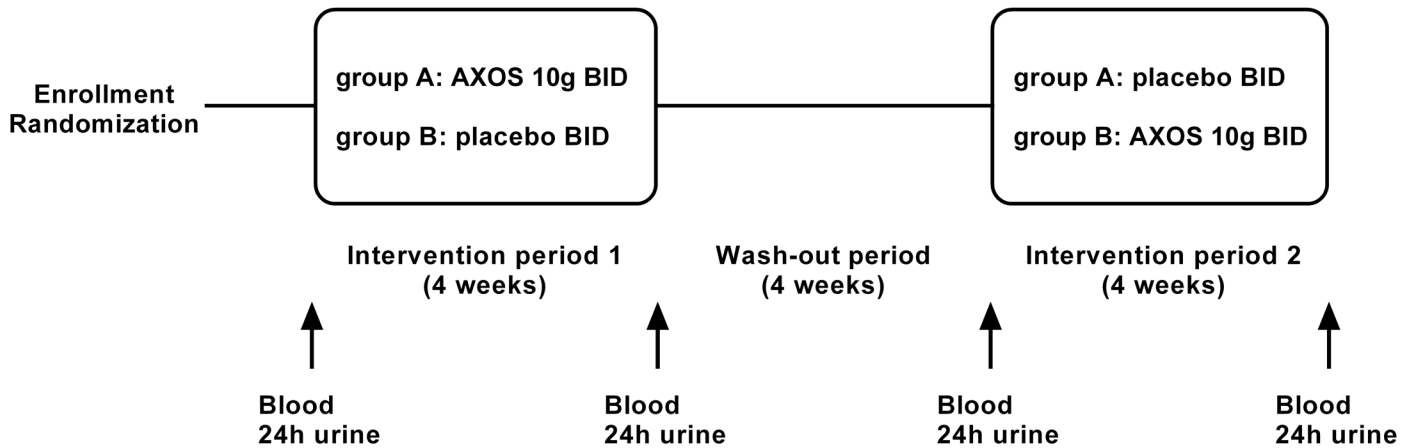 Enrollment
Randomization
group A: AXOS 10g BID
group B: placebo BID
group A: placebo BID
group B: AXOS 10g BID
Intervention period 1
(4 weeks)
Wash-out period
(4 weeks)
Intervention period 2
(4 weeks)
Blood
24h urine
Blood
24h urine
Blood
24h urine
Blood
24h urine